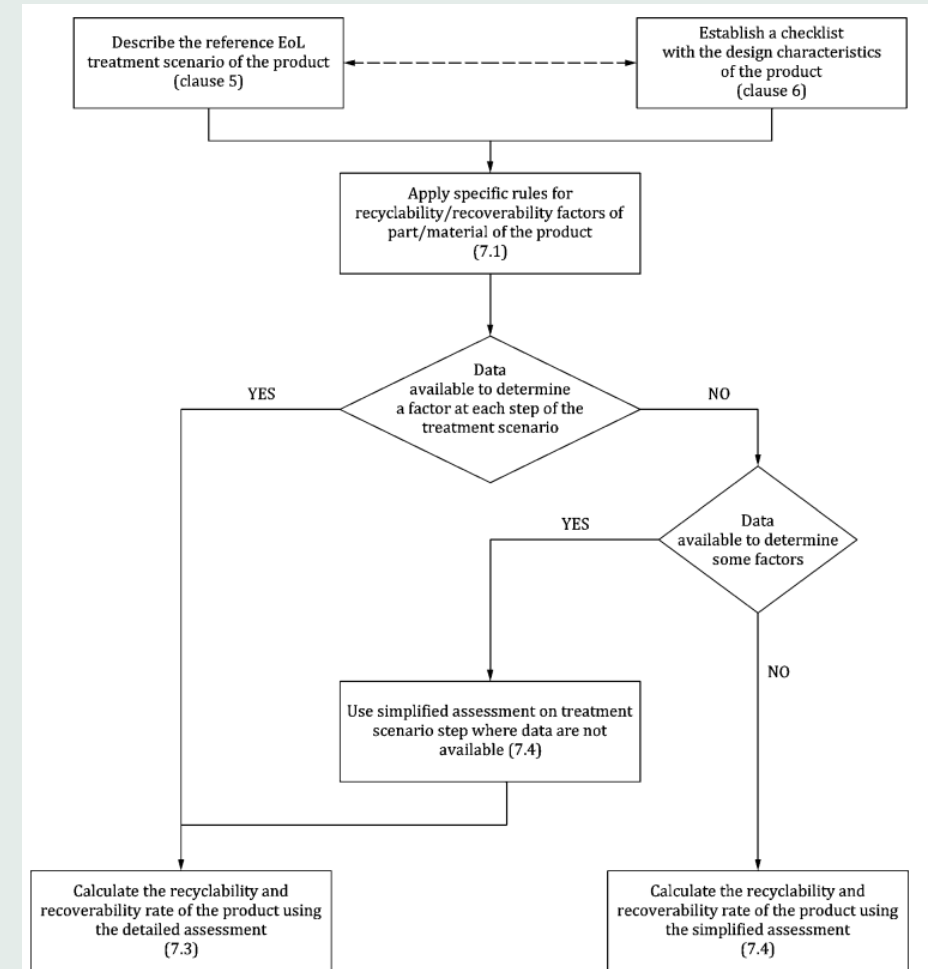 Describe the reference EoL
treatment scenario of the product
(clause 5)
Establish a checklist
with the design characteristics
of the product
(clause 6)
Apply specific rules for
recyclability/recoverability factors of
part/material of the product
(7.1)
Data
available to determine
a factor at each step of the
treatment scenario
YES
NO
Data
available to determine
some factors
YES
NO
Use simplified assessment on treatment
scenario step where data are not
available (7.4)
Calculate the recyclability and
recoverability rate of the product using
the detailed assessment
(7.3)
Calculate the recyclability and
recoverability rate of the product using
the simplified assessment
(7.4)